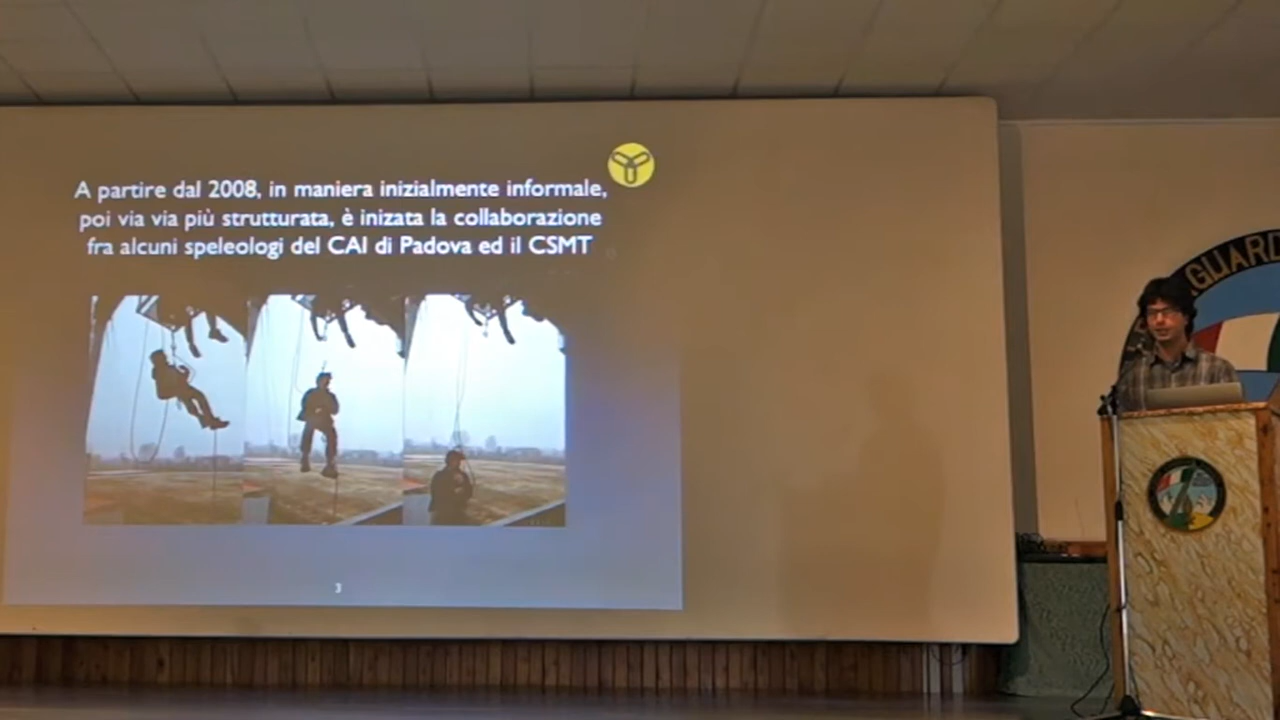 A partire dal 2008, in maniera inizialmente informale,
poi via via più strutturata, è inizata la collaborazione
fra alcuni speleologi del CAI di Padova ed il CSMT
3